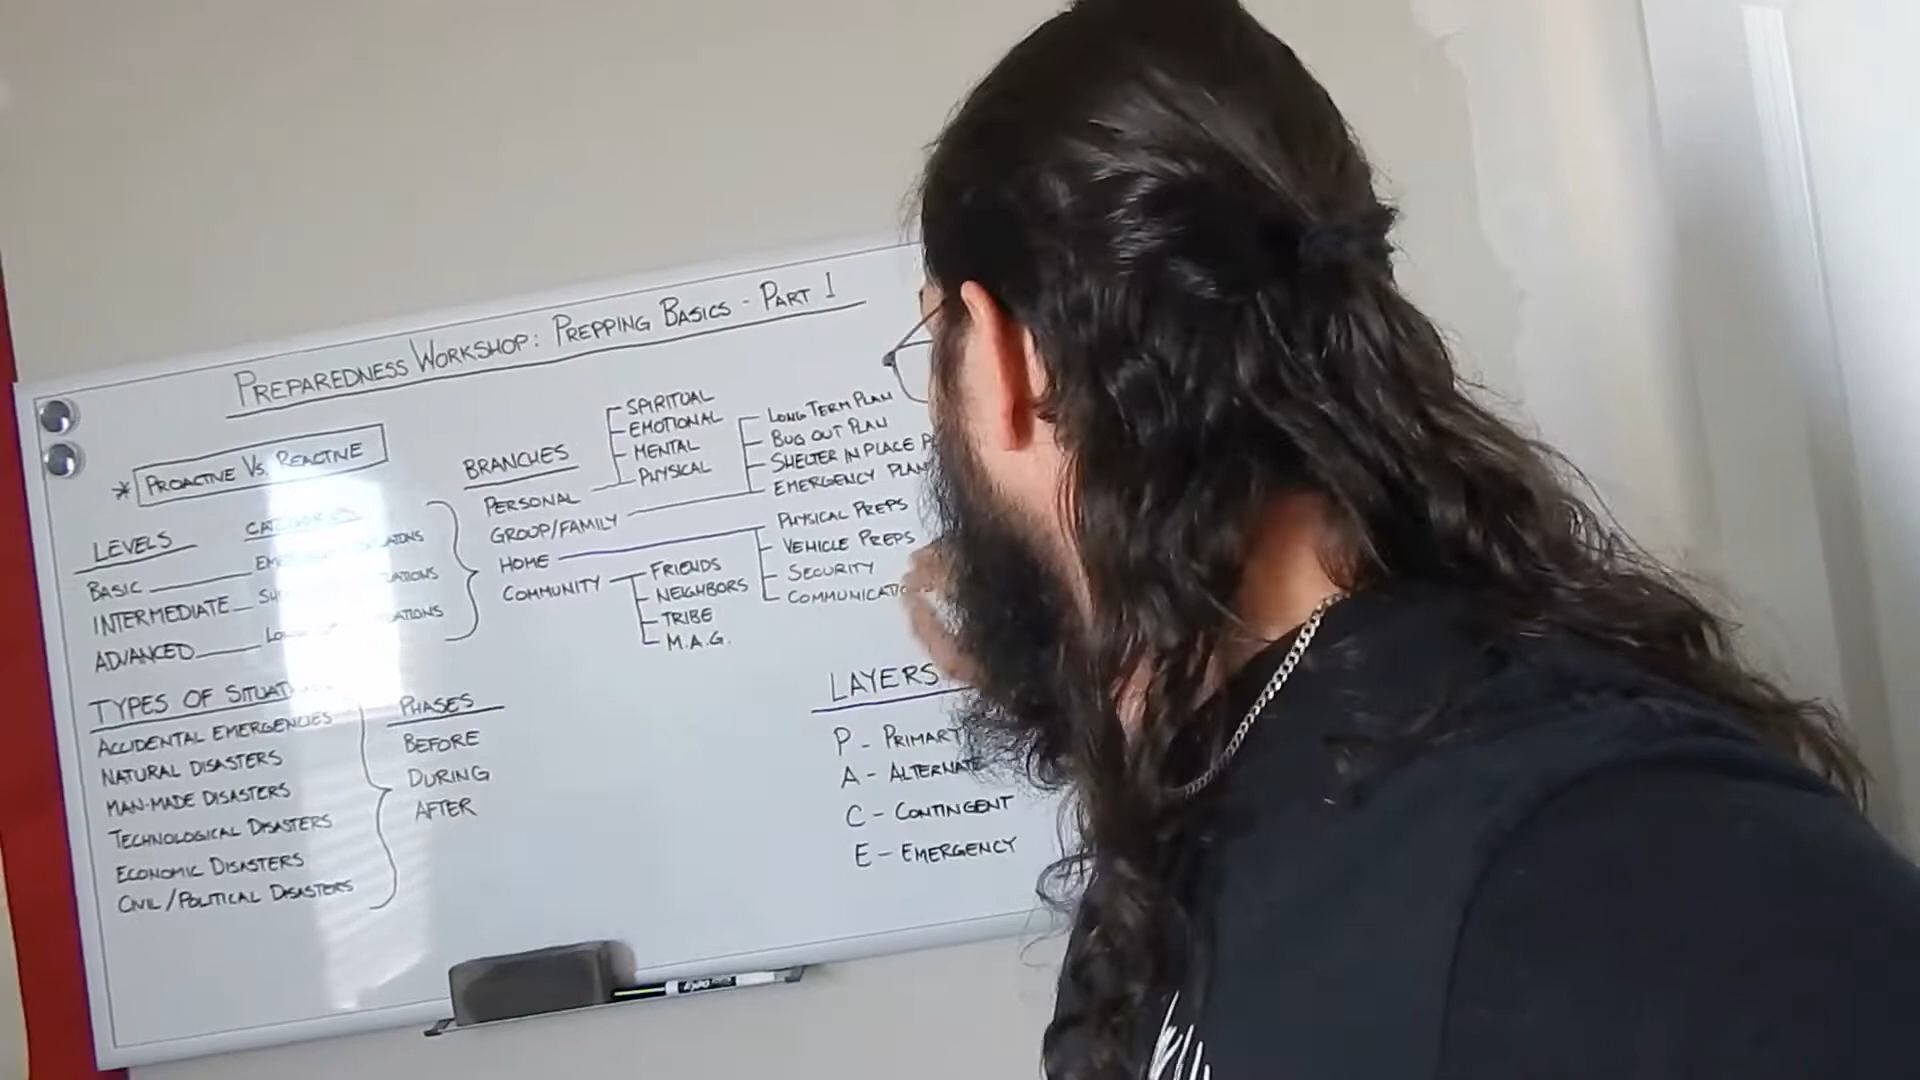 PREPAREDNESS WORKSHOP: PREPPING BASICS - PART 1
* PROACTIVE VS. REACTIVE
LEVELS
BASIC
INTERMEDIATE
ADVANCED
CATEGORIES
BRANCHES
PERSONAL
GROUP/FAMILY
HOME
COMMUNITY
SPIRITUAL
EMOTIONAL
MENTAL
PHYSICAL
LONG TERM PLAN
BUG OUT PLAN
SHELTER IN PLACE
EMERGENCY PLAN
PHYSICAL PREPS
VEHICLE PREPS
SECURITY
FRIENDS
NEIGHBORS
TRIBE
M.A.G.
TYPES OF
ACCIDENTAL EMERGENCIES
NATURAL DISASTERS
MAN-MADE DISASTERS
TECHNOLOGICAL DISASTERS
ECONOMIC DISASTERS
CIVIL/POLITICAL DISASTERS
PHASES
BEFORE
DURING
AFTER
LAYERS
P - PRIMARY
A - ALTERNATE
C - CONTINGENT
E - EMERGENCY